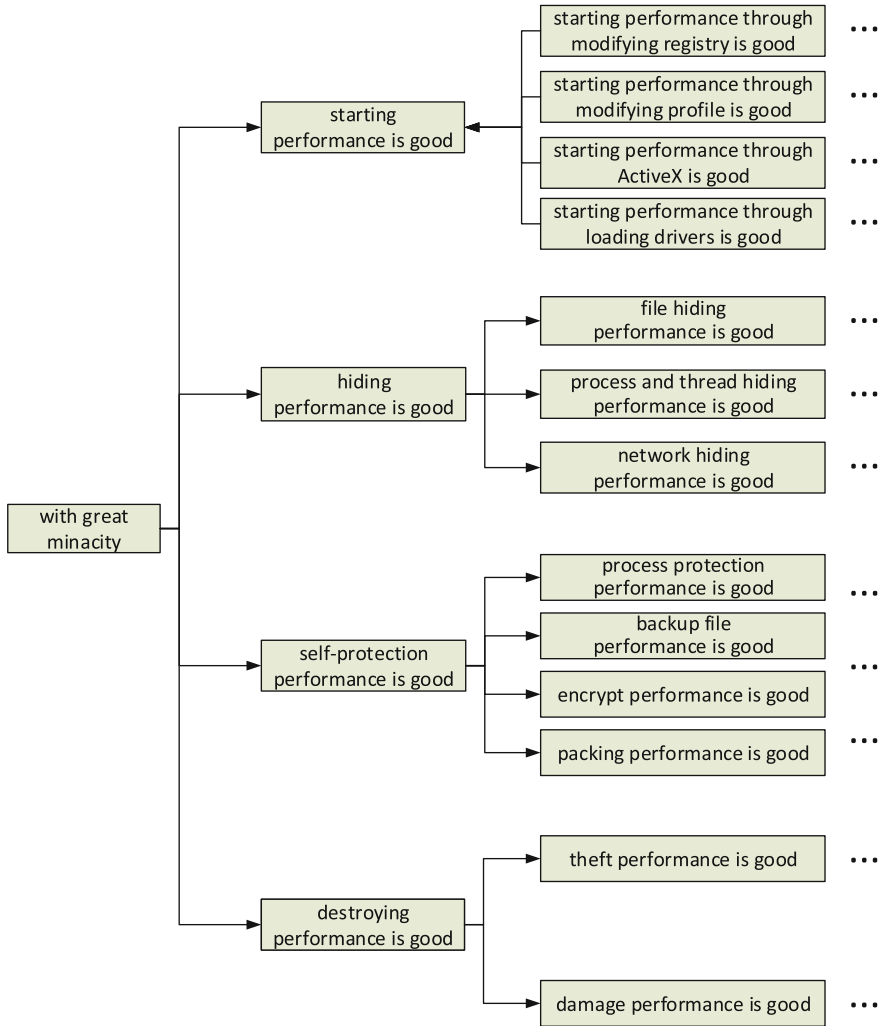 starting performance through
modifying registry is good
...
starting
performance is good
starting performance through
modifying profile is good
...
starting performance through
ActiveX is good
...
starting performance through
loading drivers is good
...
file hiding
performance is good
...
hiding
performance is good
process and thread hiding
performance is good
...
network hiding
performance is good
...
with great
minacity
process protection
performance is good
...
backup file
performance is good
...
self-protection
performance is good
encrypt performance is good
...
packing performance is good
theft performance is good
...
destroying
performance is good
damage performance is good
...